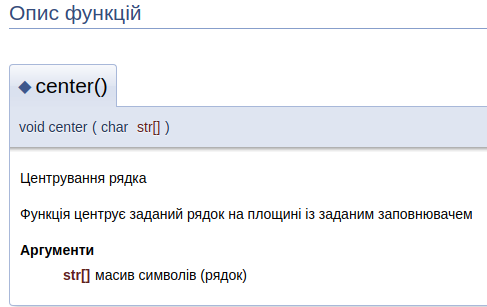 Опис функцій
◆ center()
void center ( char str[] )
Центрування рядка
Функція центрує заданий рядок на площині із заданим заповнювачем
Аргументи
str[] масив символів (рядок)